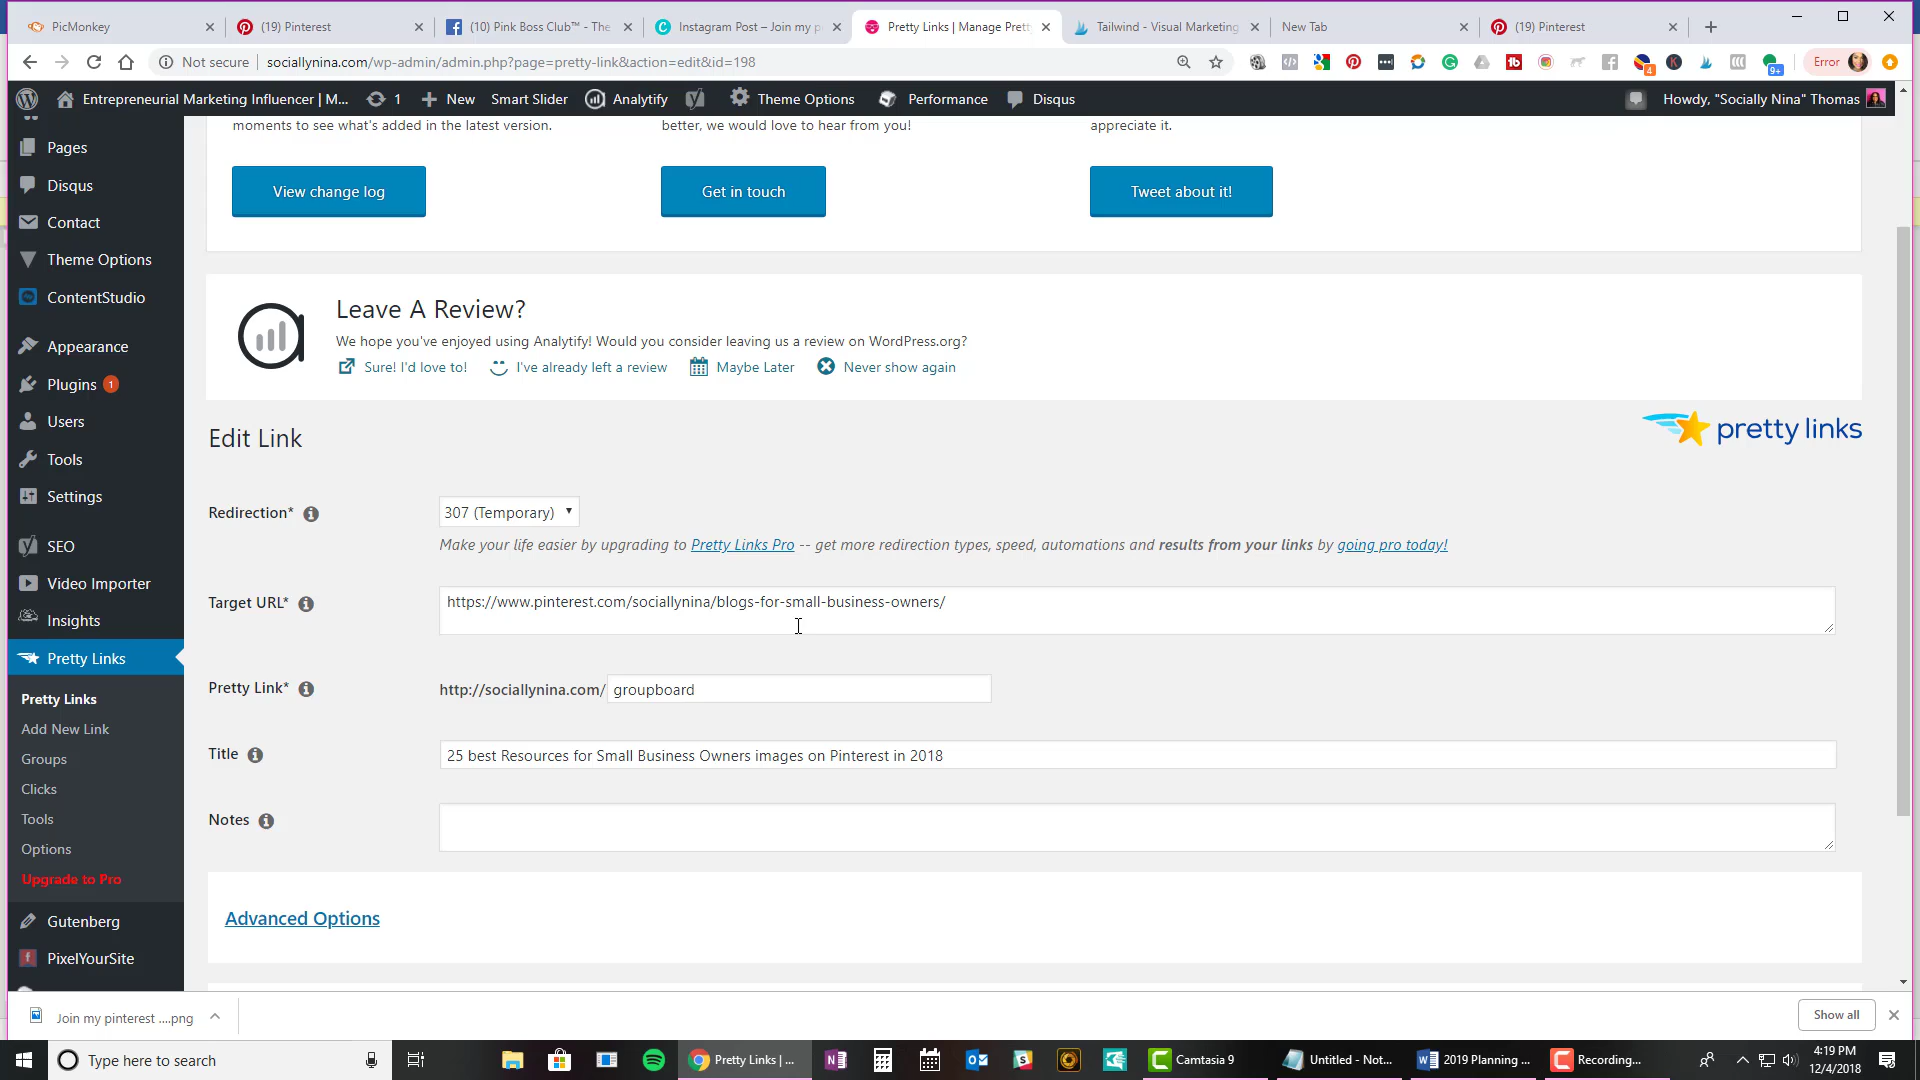 PicMonkey
(19) Pinterest
(10) Pink Boss Club™ - The
Instagram Post – Join my p
Pretty Links | Manage Prett
Tailwind - Visual Marketing
New Tab
(19) Pinterest
Not secure
sociallynina.com/wp-admin/admin.php?page=pretty-link&action=edit&id=198
Error
Entrepreneurial Marketing Influencer | M...
1
New
Smart Slider
Analytify
Theme Options
Performance
Disqus
Howdy, "Socially Nina" Thomas
moments to see what's added in the latest version.
better, we would love to hear from you!
appreciate it.
View change log
Get in touch
Tweet about it!
Pages
Disqus
Contact
Theme Options
ContentStudio
Appearance
Plugins 1
Users
Tools
Settings
SEO
Video Importer
Insights
Pretty Links
Pretty Links
Add New Link
Groups
Clicks
Tools
Options
Upgrade to Pro
Gutenberg
PixelYourSite
Leave A Review?
We hope you've enjoyed using Analytify! Would you consider leaving us a review on WordPress.org?
Sure! I'd love to!
I've already left a review
Maybe Later
Never show again
Edit Link
pretty links
Redirection*
307 (Temporary)
Make your life easier by upgrading to Pretty Links Pro -- get more redirection types, speed, automations and results from your links by going pro today!
Target URL*
https://www.pinterest.com/sociallynina/blogs-for-small-business-owners/
Pretty Link*
http://sociallynina.com/
groupboard
Title
25 best Resources for Small Business Owners images on Pinterest in 2018
Notes
Advanced Options
Join my pinterest ....png
Show all
Type here to search
Pretty Links | ...
Camtasia 9
Untitled - Not...
2019 Planning ...
Recording...
4:19 PM
12/4/2018